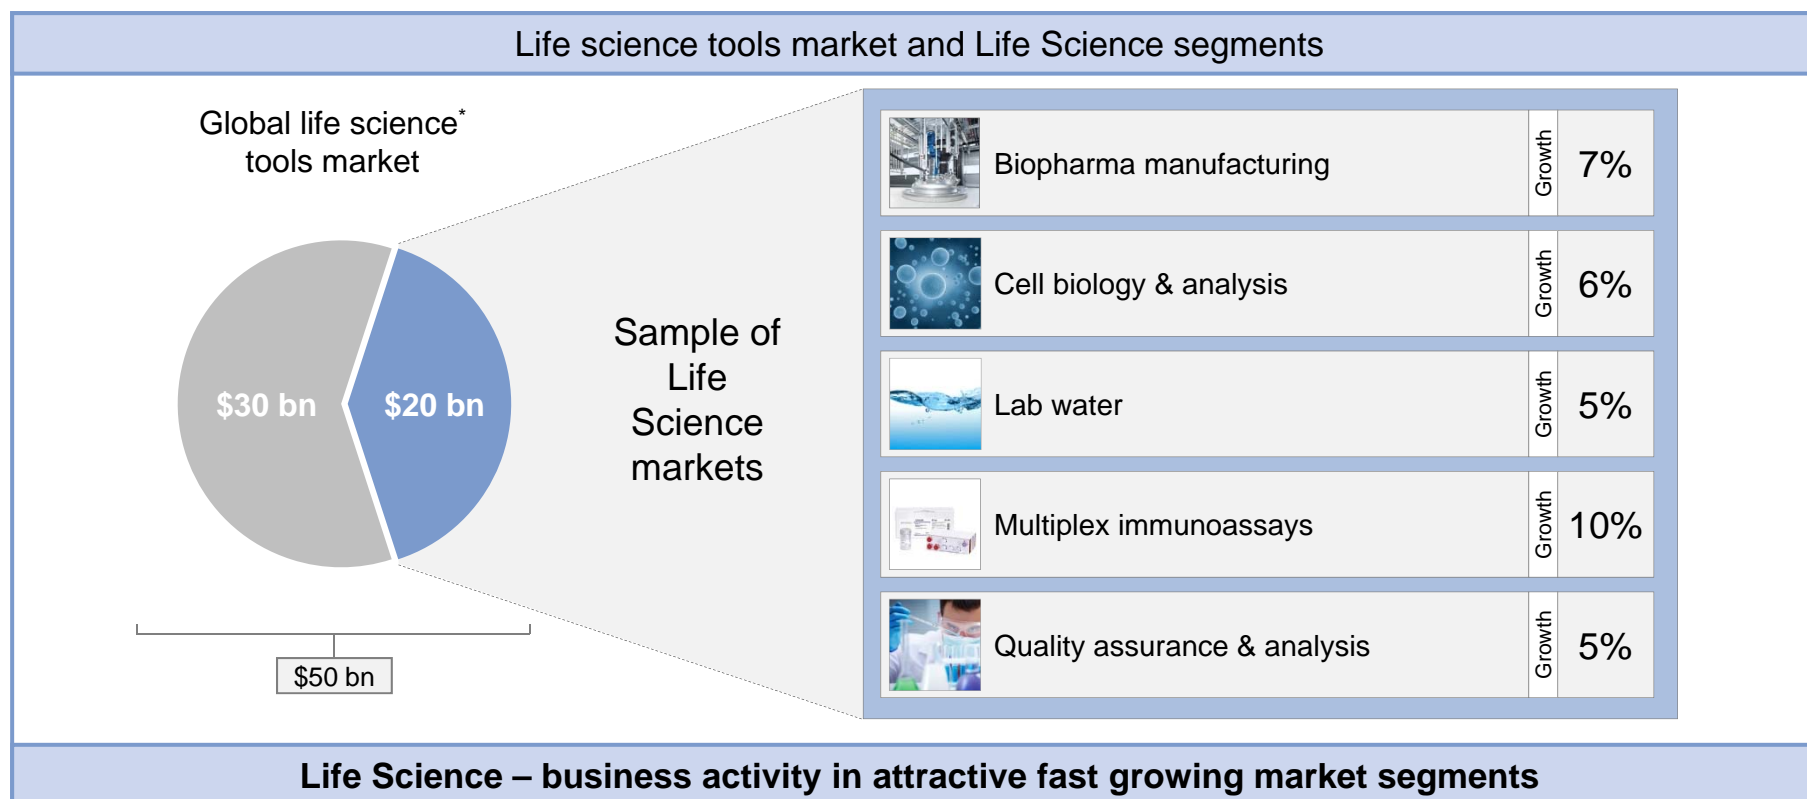 Life science tools market and Life Science segments
Global life science*
tools market
$30 bn
$20 bn
$50 bn
Sample of
Life
Science
markets
Biopharma manufacturing
Growth
7%
Cell biology & analysis
Growth
6%
Lab water
Growth
5%
Multiplex immunoassays
Growth
10%
Quality assurance & analysis
Growth
5%
Life Science – business activity in attractive fast growing market segments